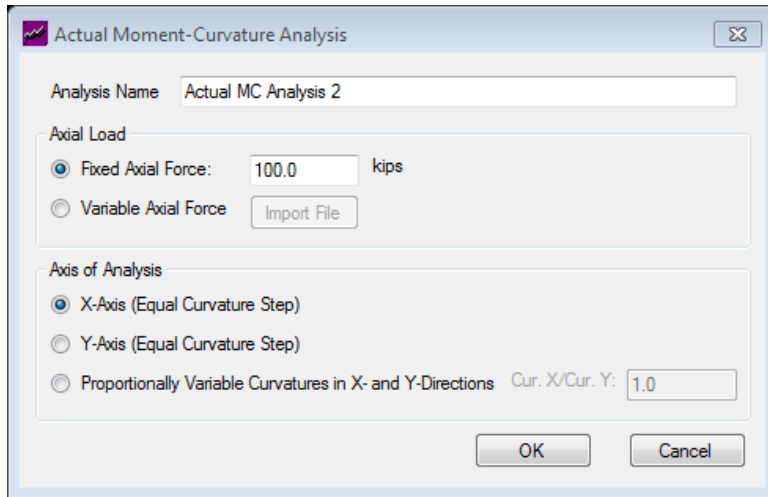 Actual Moment-Curvature Analysis
Analysis Name Actual MC Analysis 2
Axial Load
Fixed Axial Force: 100.0 kips
Variable Axial Force Import File
Axis of Analysis
X-Axis (Equal Curvature Step)
Y-Axis (Equal Curvature Step)
Proportionally Variable Curvatures in X- and Y-Directions Cur. X/Cur. Y: 1.0
OK Cancel